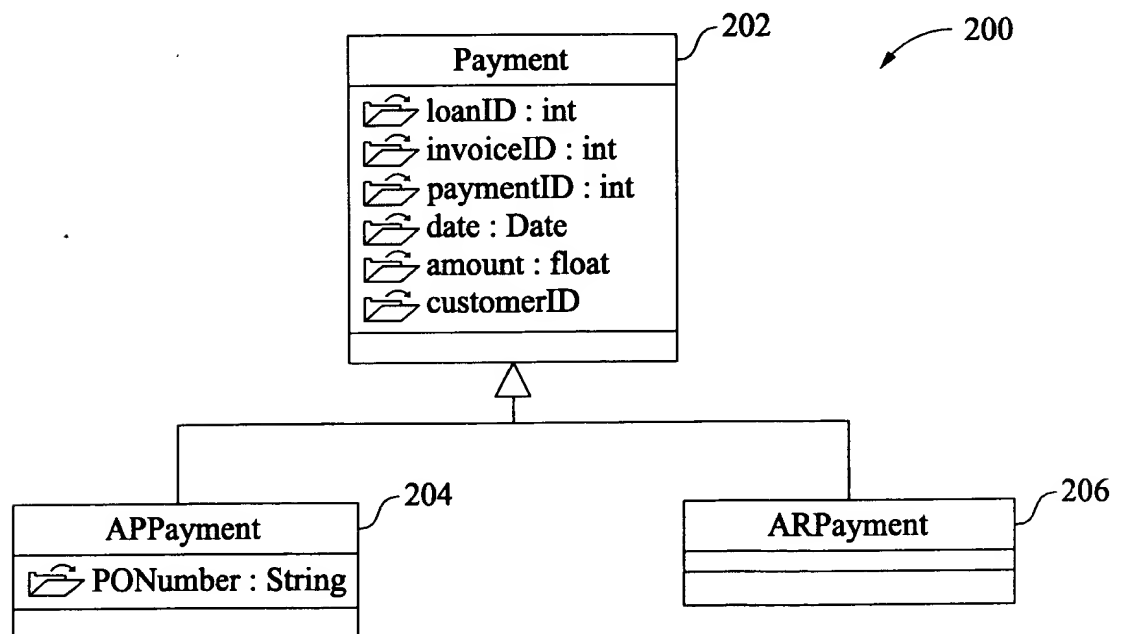 202
200
Payment
loanID : int
invoiceID : int
paymentID : int
date : Date
amount : float
customerID
204
206
APPayment
ARPayment
PONumber : String